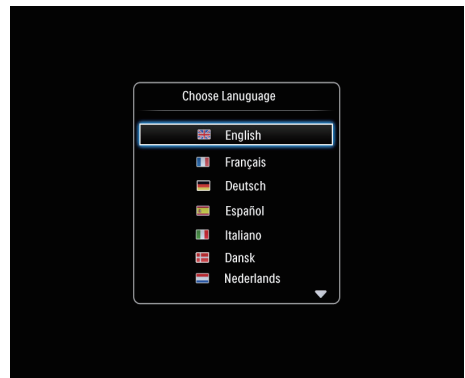 Choose Lanuguage
English
Français
Deutsch
Español
Italiano
Dansk
Nederlands